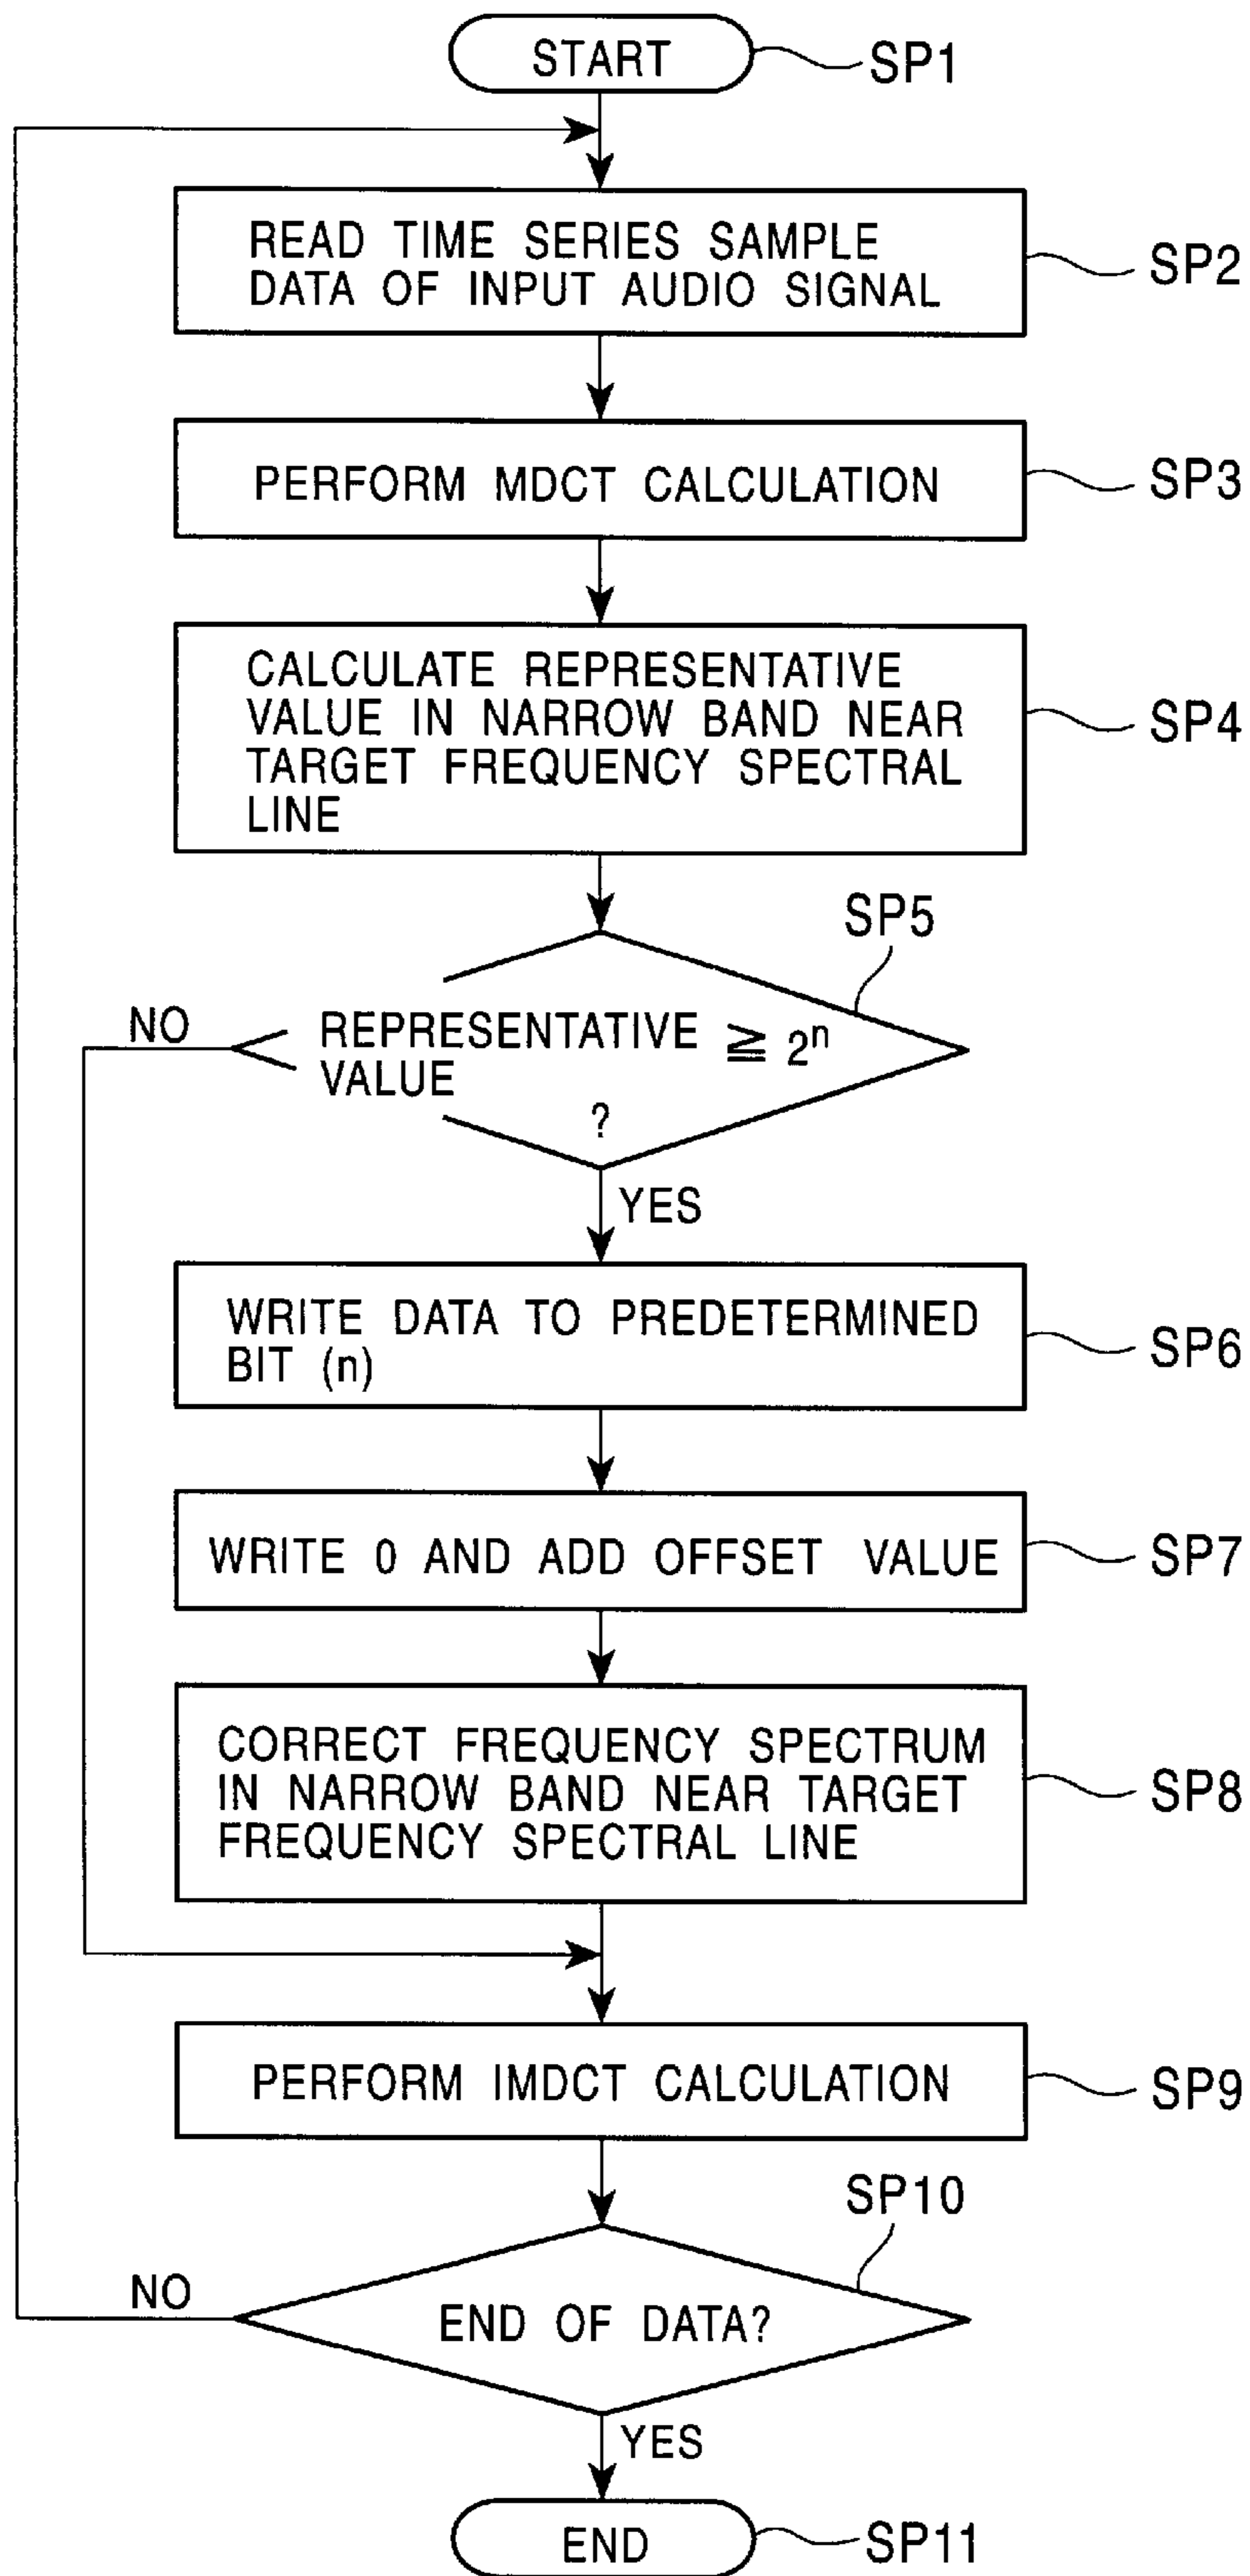 START
SP1
READ TIME SERIES SAMPLE
DATA OF INPUT AUDIO SIGNAL
SP2
PERFORM MDCT CALCULATION
SP3
CALCULATE REPRESENTATIVE
VALUE IN NARROW BAND NEAR
TARGET FREQUENCY SPECTRAL
LINE
SP4
SP5
NO
REPRESENTATIVE ≧ 2ⁿ
VALUE
?
YES
WRITE DATA TO PREDETERMINED
BIT (n)
SP6
WRITE 0 AND ADD OFFSET VALUE
SP7
CORRECT FREQUENCY SPECTRUM
IN NARROW BAND NEAR TARGET
FREQUENCY SPECTRAL LINE
SP8
PERFORM IMDCT CALCULATION
SP9
SP10
NO
END OF DATA?
YES
END
SP11